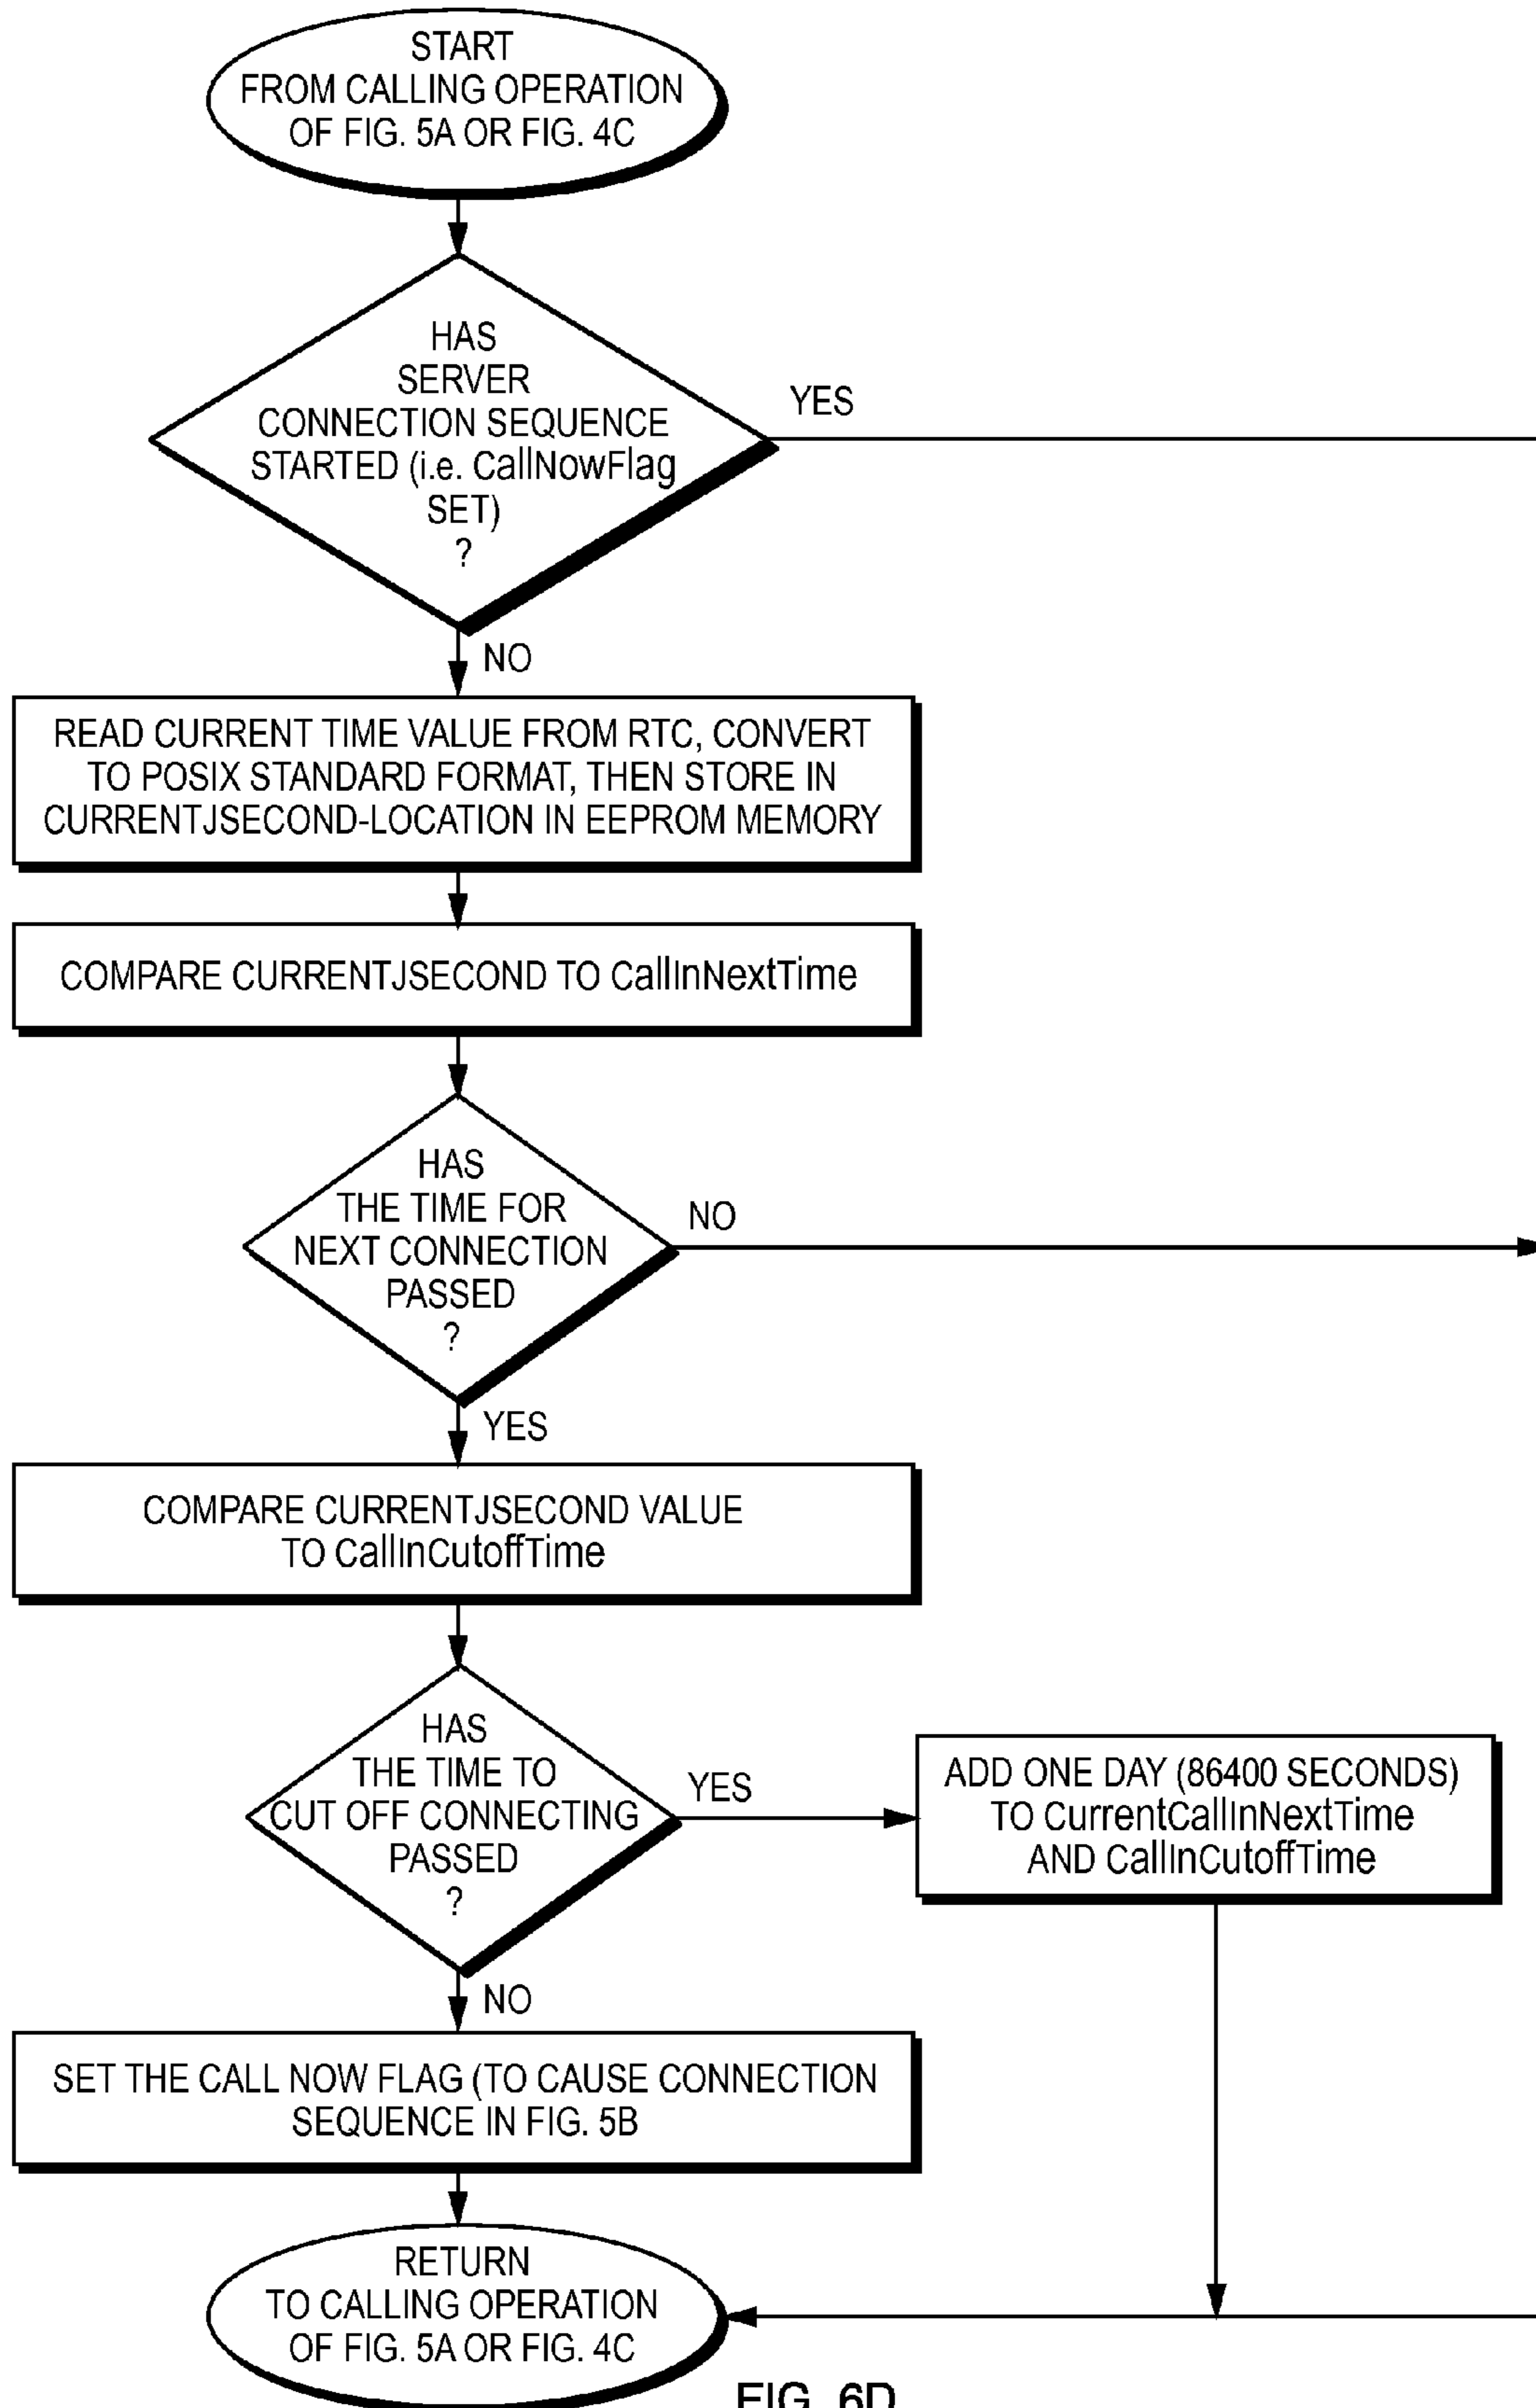 START
FROM CALLING OPERATION
OF FIG. 5A OR FIG. 4C
HAS
SERVER
CONNECTION SEQUENCE
STARTED (i.e. CallNowFlag
SET)
?
YES
NO
READ CURRENT TIME VALUE FROM RTC, CONVERT
TO POSIX STANDARD FORMAT, THEN STORE IN
CURRENTJSECOND-LOCATION IN EEPROM MEMORY
COMPARE CURRENTJSECOND TO CallInNextTime
HAS
THE TIME FOR
NEXT CONNECTION
PASSED
?
NO
YES
COMPARE CURRENTJSECOND VALUE
TO CallInCutoffTime
HAS
THE TIME TO
CUT OFF CONNECTING
PASSED
?
YES
ADD ONE DAY (86400 SECONDS)
TO CurrentCallInNextTime
AND CallInCutoffTime
NO
SET THE CALL NOW FLAG (TO CAUSE CONNECTION
SEQUENCE IN FIG. 5B
RETURN
TO CALLING OPERATION
OF FIG. 5A OR FIG. 4C
FIG. 6D